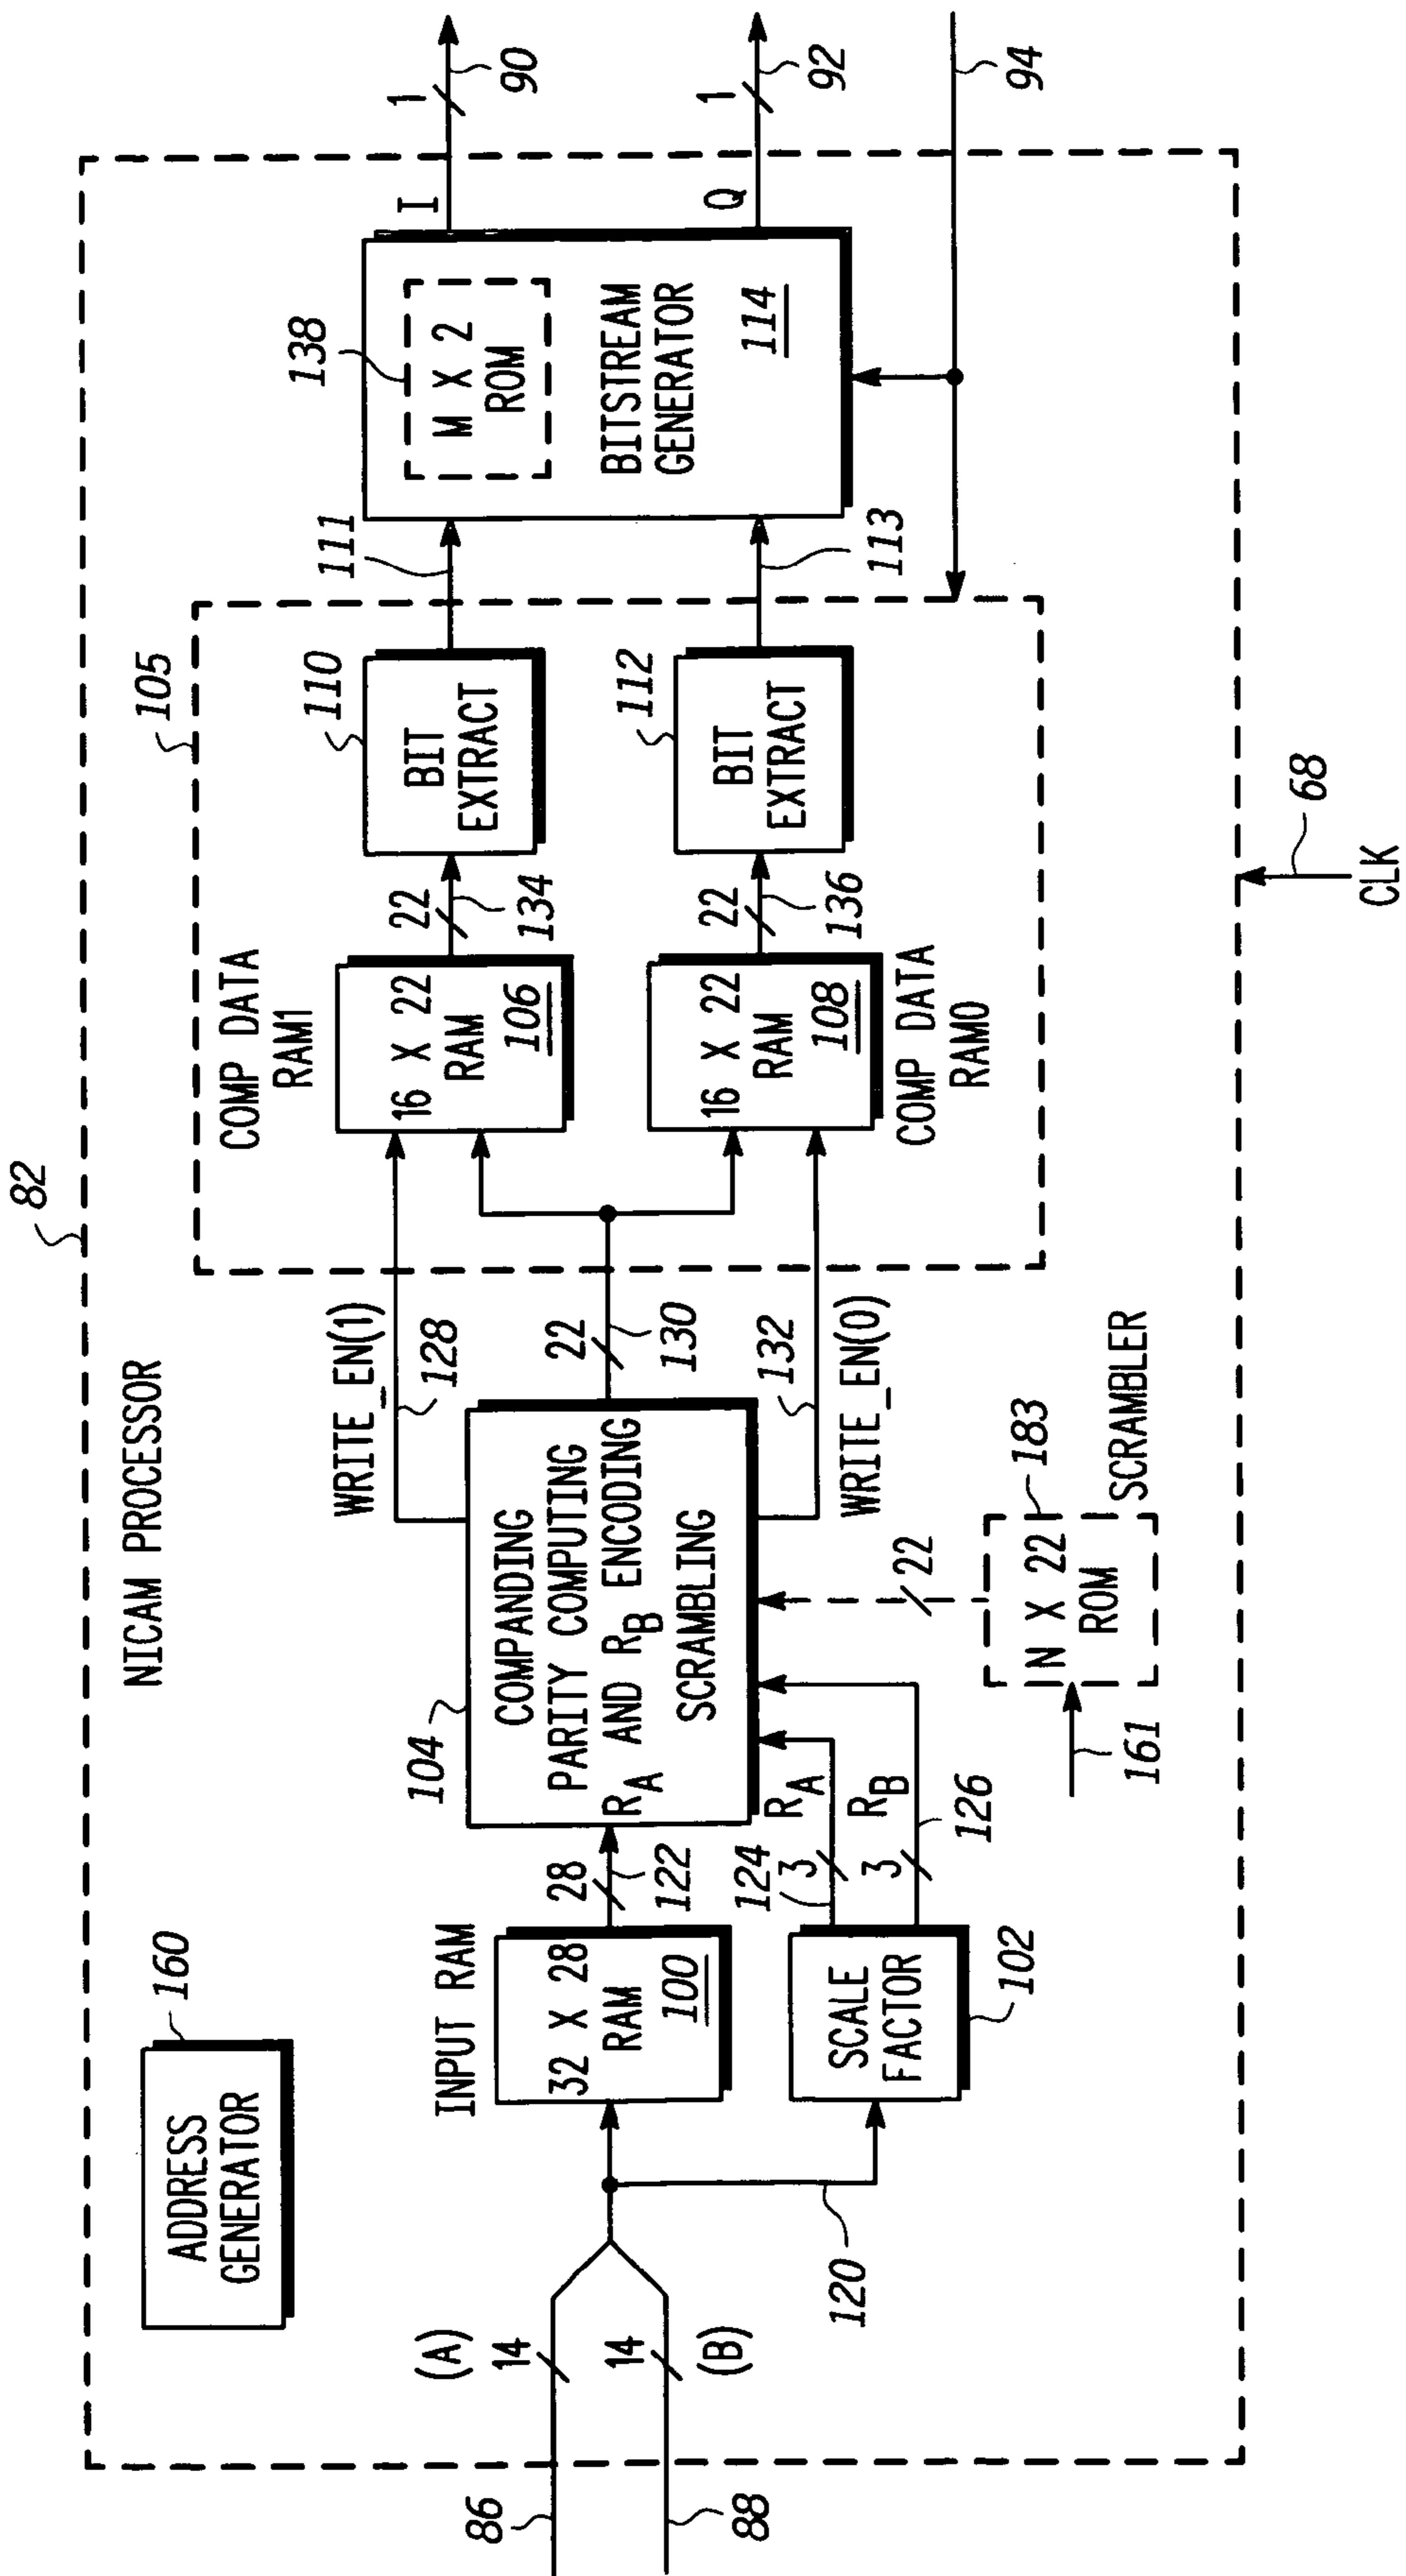 82
NICAM PROCESSOR
160
ADDRESS
GENERATOR
86
88
(A)
14
14
(B)
120
INPUT RAM
32 X 28
RAM
100
28
122
SCALE
FACTOR
102
124
3
R_A
3
R_B
126
104
COMPANDING
PARITY COMPUTING
R_A AND R_B ENCODING
SCRAMBLING
161
N X 22
ROM
183
SCRAMBLER
22
WRITE_EN(1)
128
22
130
132
WRITE_EN(0)
105
COMP DATA
RAM1
16 X 22
RAM
106
16 X 22
RAM
108
COMP DATA
RAM0
22
134
22
136
110
BIT
EXTRACT
112
BIT
EXTRACT
111
113
138
M X 2
ROM
BITSTREAM
GENERATOR
114
I
1
90
Q
1
92
94
68
CLK